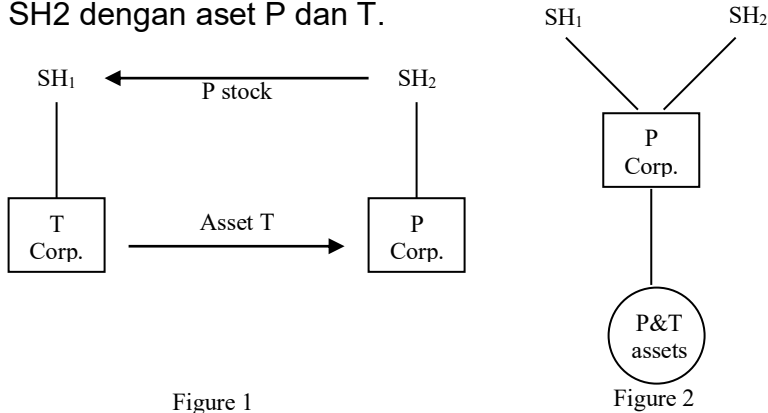 SH2 dengan aset P dan T.
SH₁
P stock
SH₂
T
Corp.
Asset T
P
Corp.
Figure 1
SH₁
SH₂
P
Corp.
P&T
assets
Figure 2